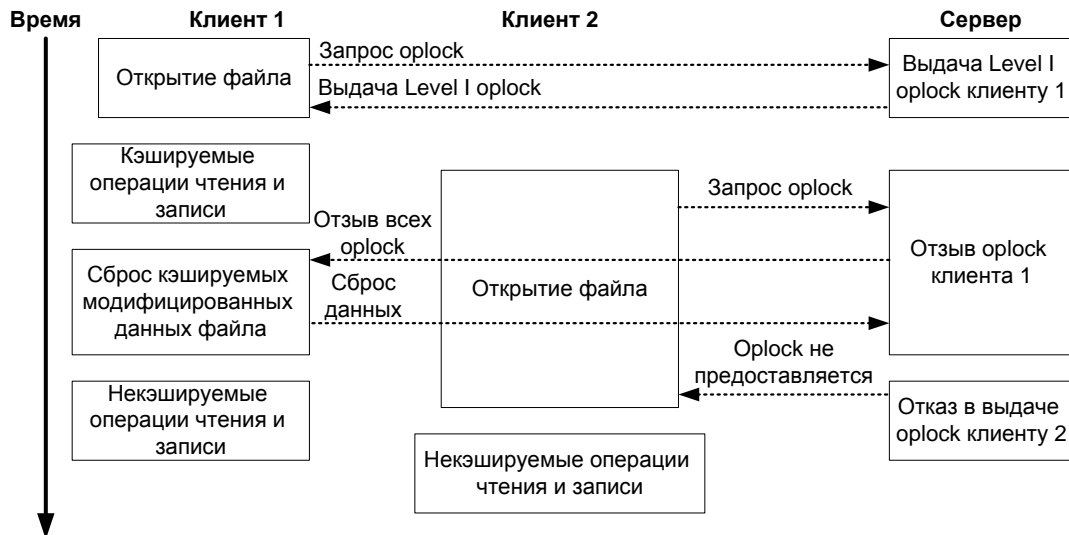 Время
Клиент 1
Клиент 2
Сервер
Открытие файла
Запрос oplock
Выдача Level I oplock
Выдача Level I
oplock клиенту 1
Кэшируемые
операции чтения и
записи
Запрос oplock
Отзыв всех
oplock
Отзыв oplock
клиента 1
Сброс кэшируемых
модифицированных
данных файла
Сброс
данных
Открытие файла
Oplock не
предоставляется
Некэшируемые
операции чтения и
записи
Отказ в выдаче
oplock клиенту 2
Некэшируемые операции
чтения и записи